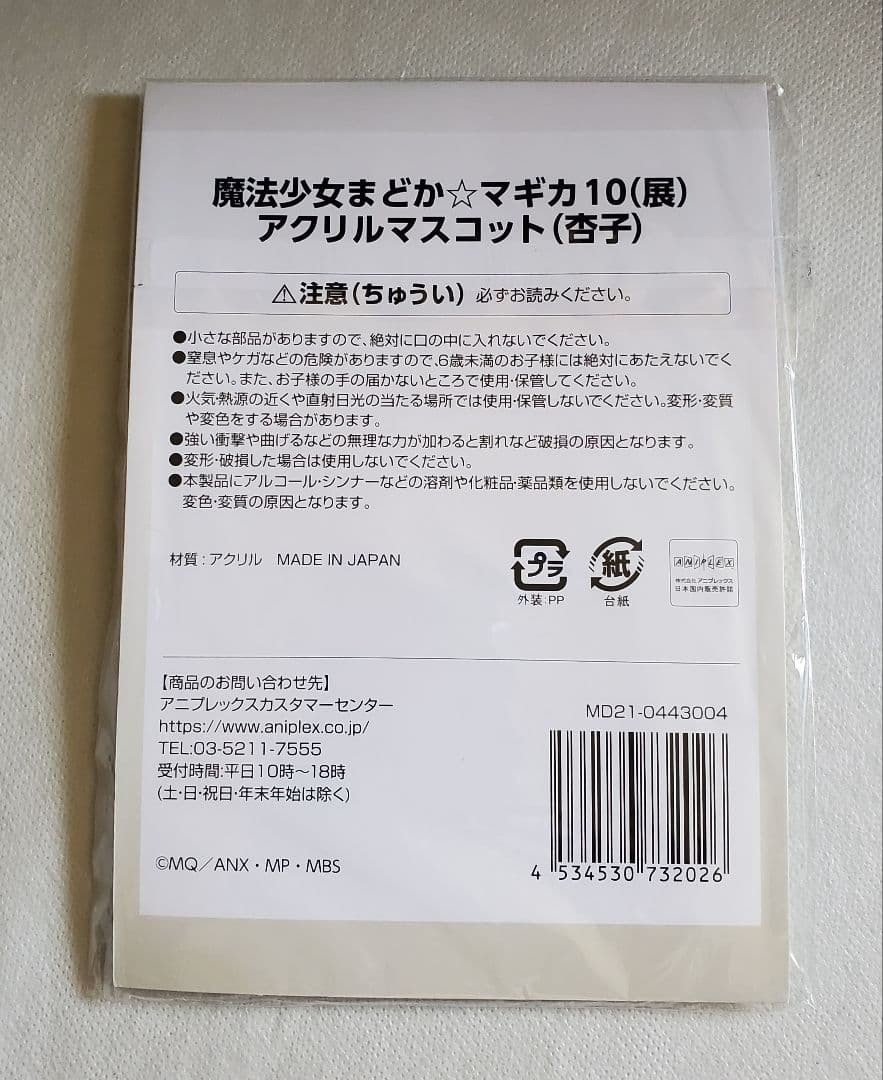 魔法少女まどか☆マギカ10(展)
アクリルマスコット(杏子)
⚠注意(ちゅうい) 必ずお読みください。
●小さな部品がありますので、絶対に口の中に入れないでください。
●窒息やケガなどの危険がありますので、6歳未満のお子様には絶対にあたえないでく
ださい。また、お子様の手の届かないところで使用・保管してください。
●火気・熱源の近くや直射日光の当たる場所では使用・保管しないでください。変形・変質
や変色をする場合があります。
●強い衝撃や曲げるなどの無理な力が加わると割れなど破損の原因となります。
●変形・破損した場合は使用しないでください。
●本製品にアルコール・シンナーなどの溶剤や化粧品・薬品類を使用しないでください。
変色・変質の原因となります。
材質:アクリル MADE IN JAPAN
プラ
外装:PP
紙
台紙
ANIPLEX
株式会社アニプレックス
日本国内販売許諾
【商品のお問い合わせ先】
アニプレックスカスタマーセンター
https://www.aniplex.co.jp/
TEL:03-5211-7555
受付時間:平日10時~18時
(土・日・祝日・年末年始は除く)
MD21-0443004
4 534530 732026
©MQ/ANX・MP・MBS